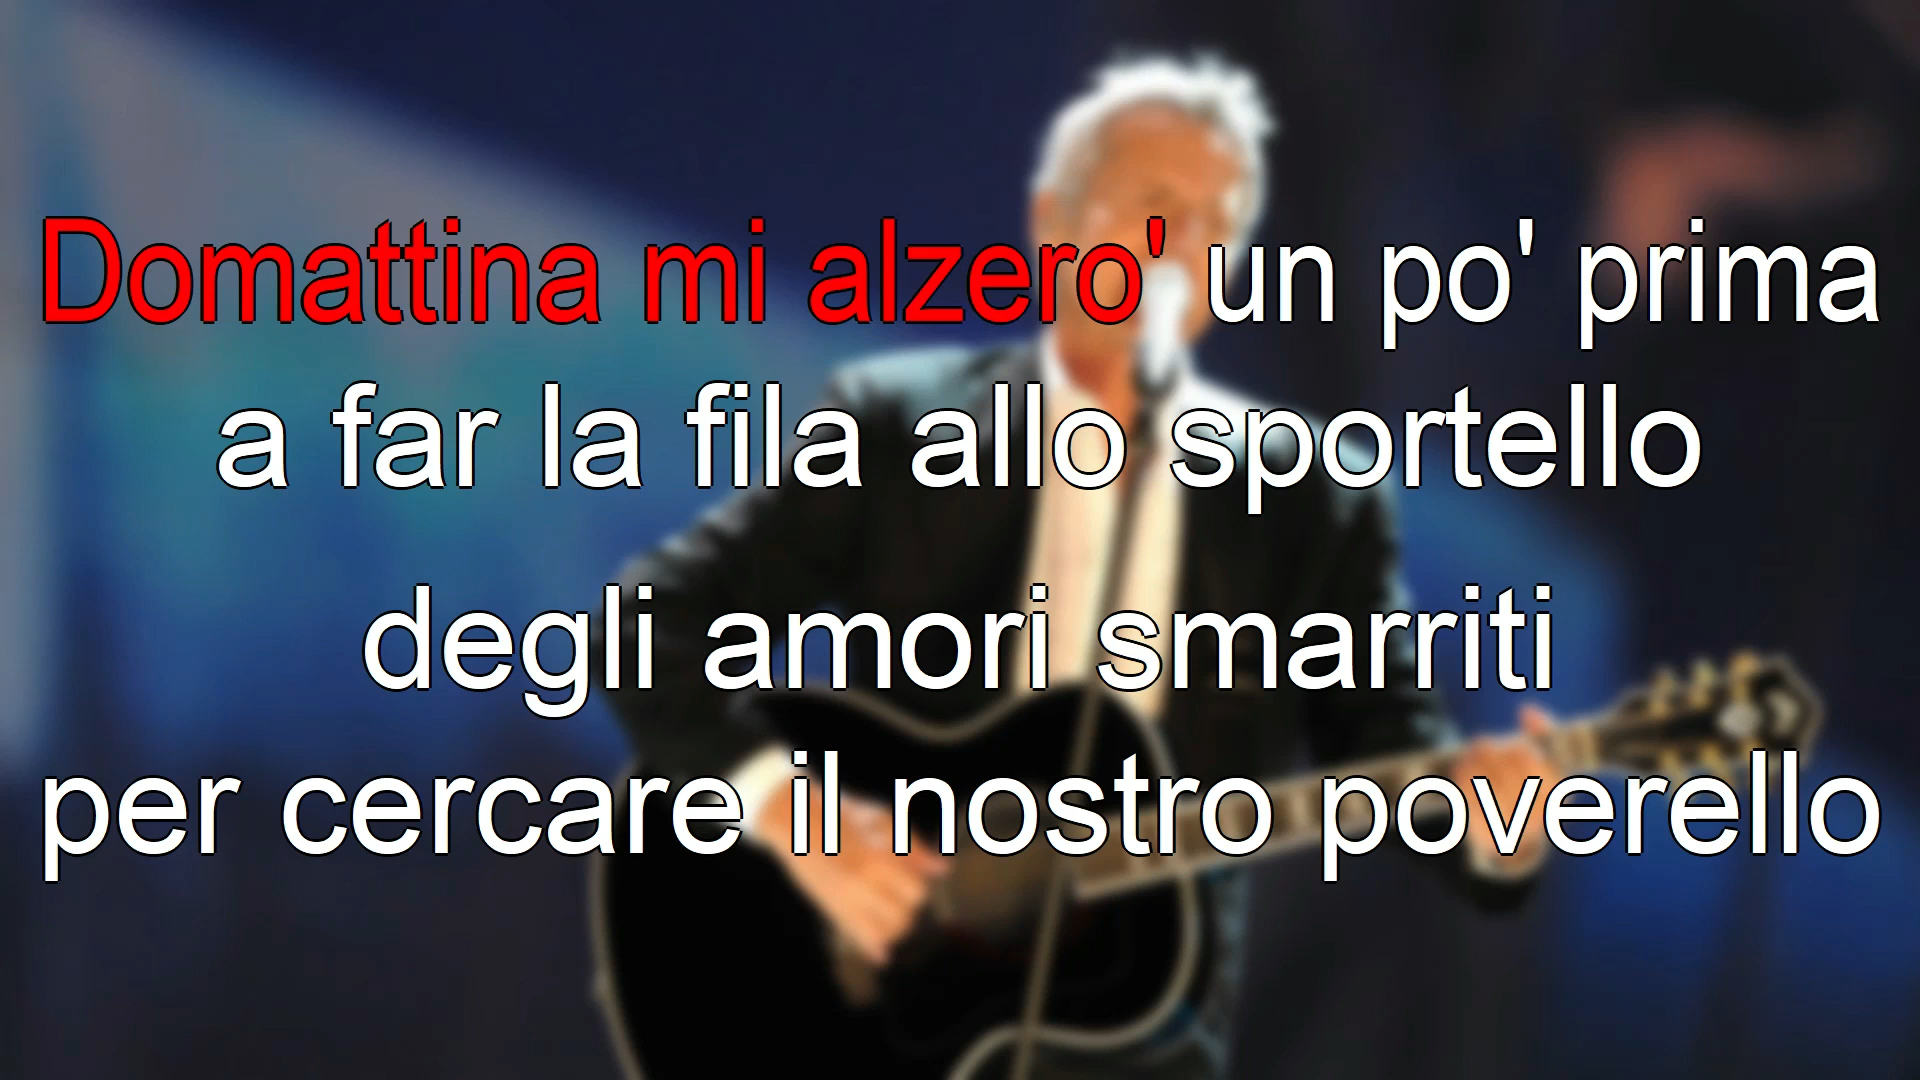 Domattina mi alzero' un po' prima
a far la fila allo sportello
degli amori smarriti
per cercare il nostro poverello